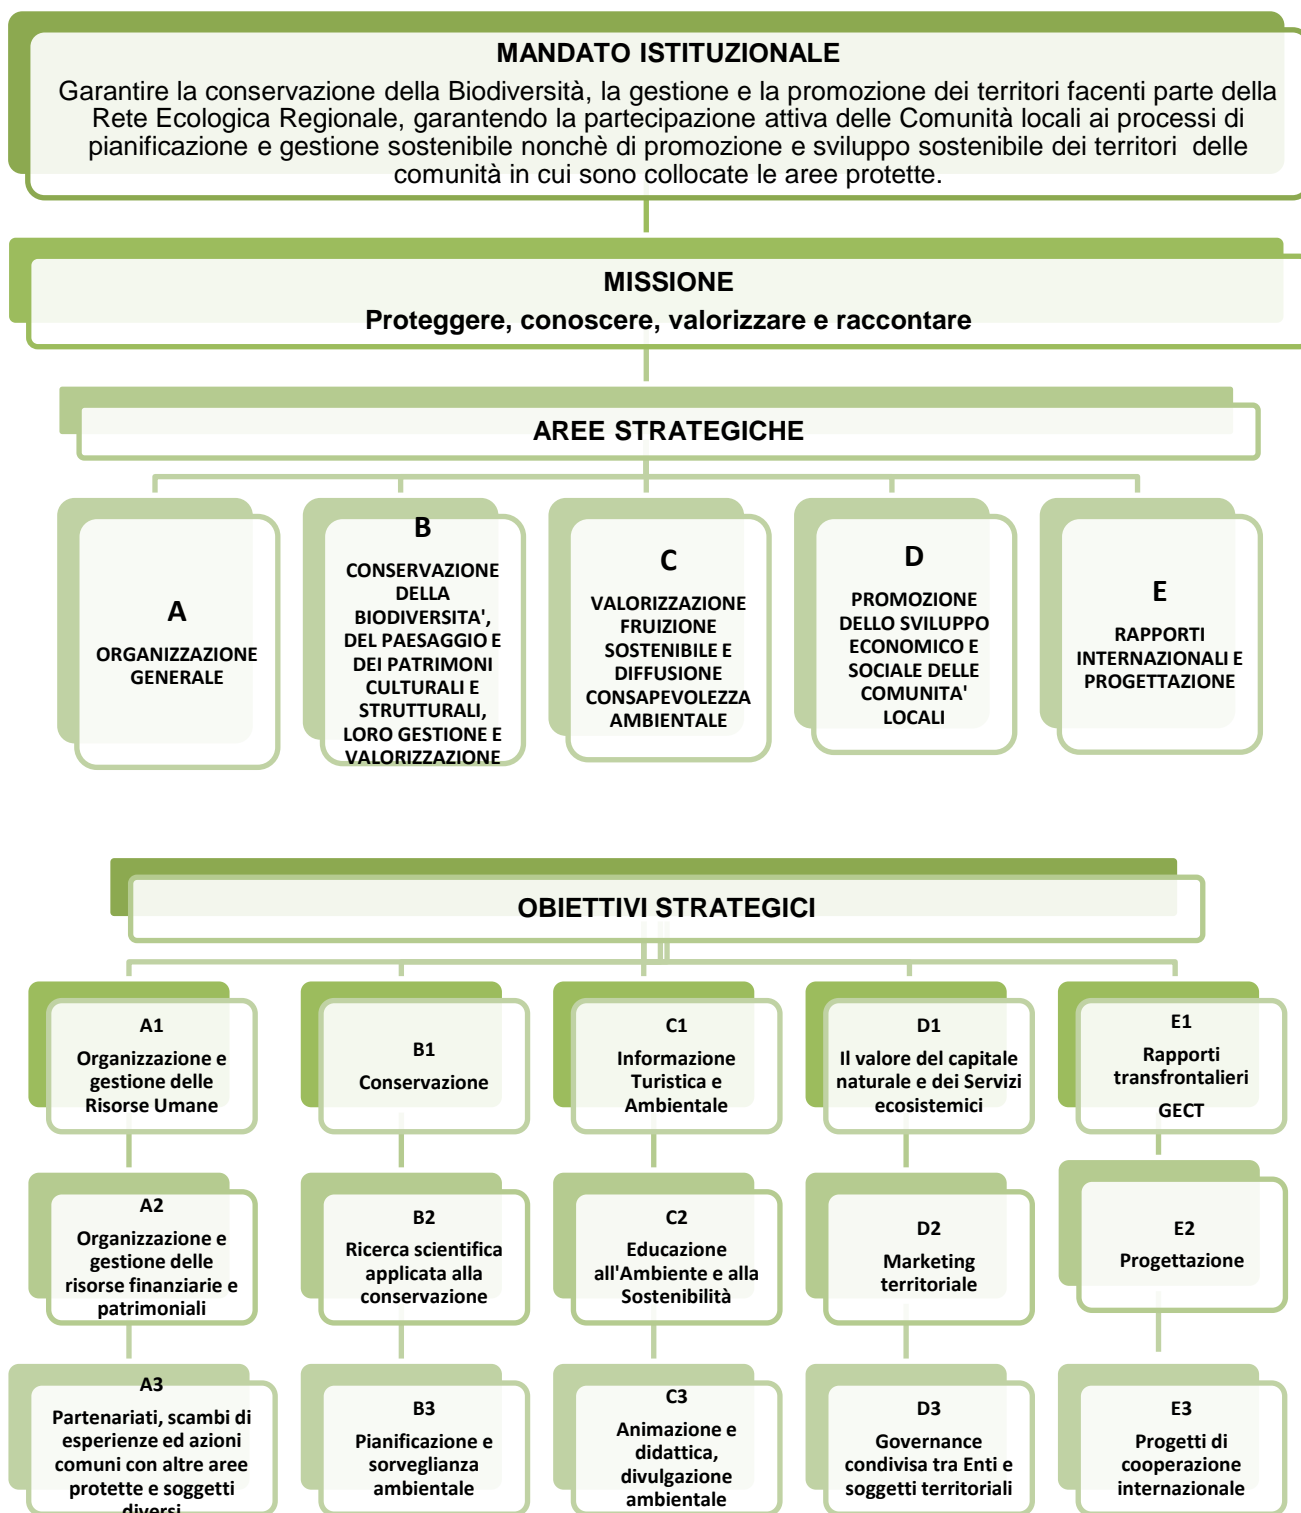 MANDATO ISTITUZIONALE
Garantire la conservazione della Biodiversità, la gestione e la promozione dei territori facenti parte della
Rete Ecologica Regionale, garantendo la partecipazione attiva delle Comunità locali ai processi di
pianificazione e gestione sostenibile nonchè di promozione e sviluppo sostenibile dei territori delle
comunità in cui sono collocate le aree protette.
MISSIONE
Proteggere, conoscere, valorizzare e raccontare
AREE STRATEGICHE
A
ORGANIZZAZIONE
GENERALE
B
CONSERVAZIONE
DELLA
BIODIVERSITA',
DEL PAESAGGIO E
DEI PATRIMONI
CULTURALI E
STRUTTURALI,
LORO GESTIONE E
VALORIZZAZIONE
C
VALORIZZAZIONE
FRUIZIONE
SOSTENIBILE E
DIFFUSIONE
CONSAPEVOLEZZA
AMBIENTALE
D
PROMOZIONE
DELLO SVILUPPO
ECONOMICO E
SOCIALE DELLE
COMUNITA'
LOCALI
E
RAPPORTI
INTERNAZIONALI E
PROGETTAZIONE
OBIETTIVI STRATEGICI
A1
Organizzazione e
gestione delle
Risorse Umane
B1
Conservazione
C1
Informazione
Turistica e
Ambientale
D1
Il valore del capitale
naturale e dei Servizi
ecosistemici
E1
Rapporti
transfrontalieri
GECT
A2
Organizzazione e
gestione delle
risorse finanziarie e
patrimoniali
B2
Ricerca scientifica
applicata alla
conservazione
C2
Educazione
all'Ambiente e alla
Sostenibilità
D2
Marketing
territoriale
E2
Progettazione
A3
Partenariati, scambi di
esperienze ed azioni
comuni con altre aree
protette e soggetti
diversi
B3
Pianificazione e
sorveglianza
ambientale
C3
Animazione e
didattica,
divulgazione
ambientale
D3
Governance
condivisa tra Enti e
soggetti territoriali
E3
Progetti di
cooperazione
internazionale